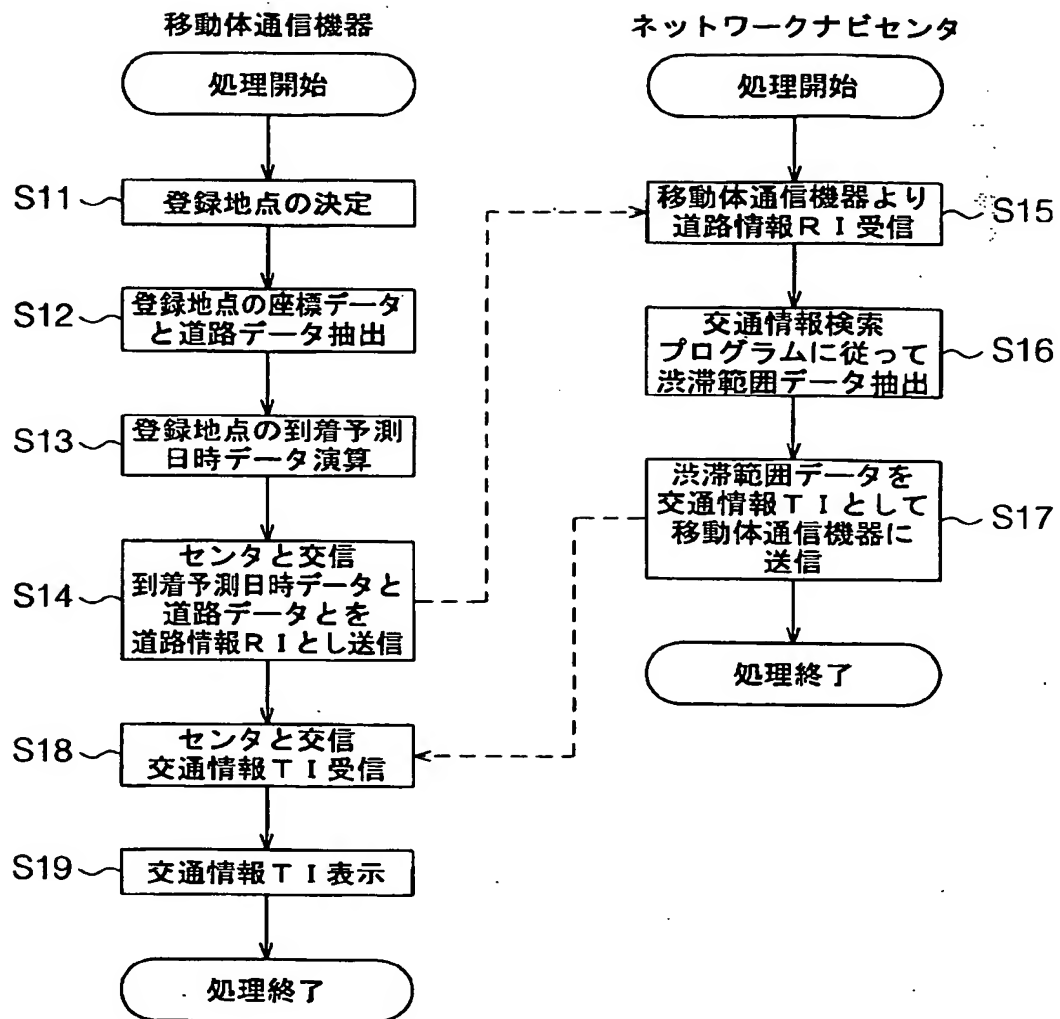 移動体通信機器
処理開始
S11
登録地点の決定
S12
登録地点の座標データ
と道路データ抽出
S13
登録地点の到着予測
日時データ演算
S14
センタと交信
到着予測日時データと
道路データとを
道路情報ＲＩとし送信
S18
センタと交信
交通情報ＴＩ受信
S19
交通情報ＴＩ表示
処理終了
ネットワークナビセンタ
処理開始
移動体通信機器より
道路情報ＲＩ受信
S15
交通情報検索
プログラムに従って
渋滞範囲データ抽出
S16
渋滞範囲データを
交通情報ＴＩとして
移動体通信機器に
送信
S17
処理終了